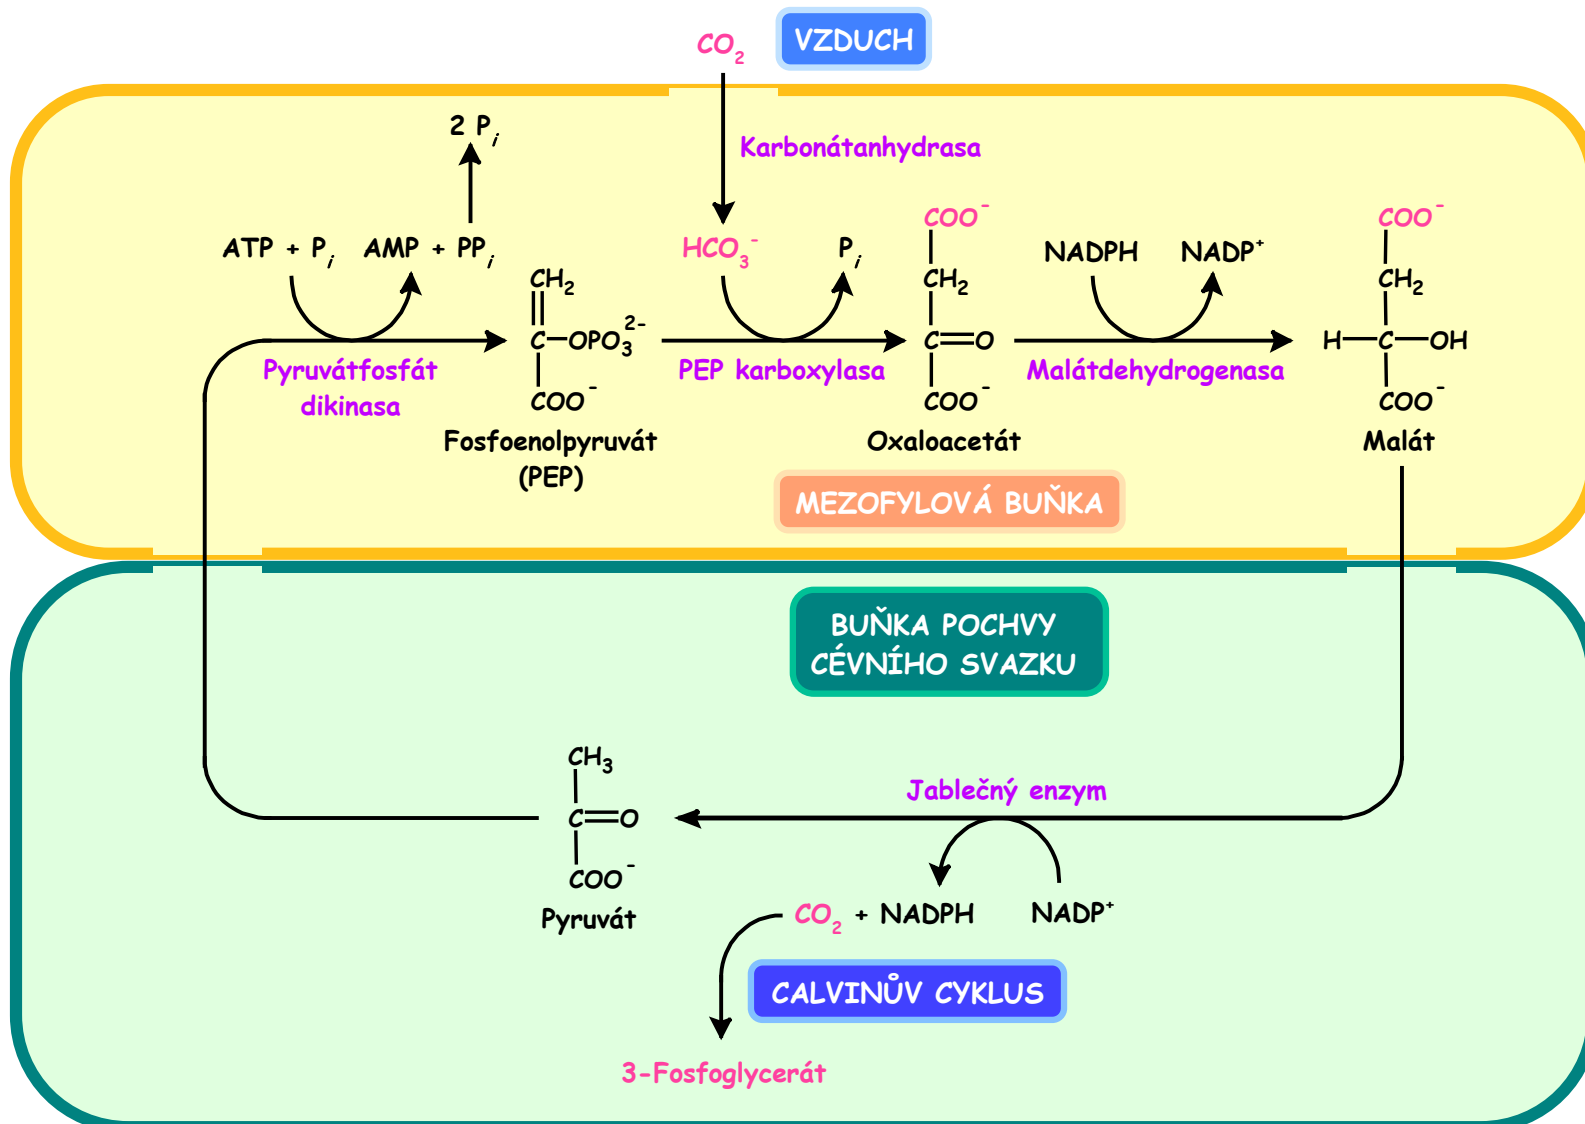 CO2
VZDUCH
Karbonátanhydrasa
2 Pi
ATP + Pi
AMP + PPi
HCO3-
Pi
COO-
CH2
C=O
COO-
Oxaloacetát
NADPH
NADP+
COO-
CH2
H-C-OH
COO-
Malát
CH2
C-OPO3 2-
COO-
Fosfoenolpyruvát
(PEP)
Pyruvátfosfát
dikinasa
PEP karboxylasa
Malátdehydrogenasa
MEZOFYLOVÁ BUŇKA
BUŇKA POCHVY
CÉVNÍHO SVAZKU
CH3
C=O
COO-
Pyruvát
Jablečný enzym
CO2 + NADPH
NADP+
CALVINŮV CYKLUS
3-Fosfoglycerát